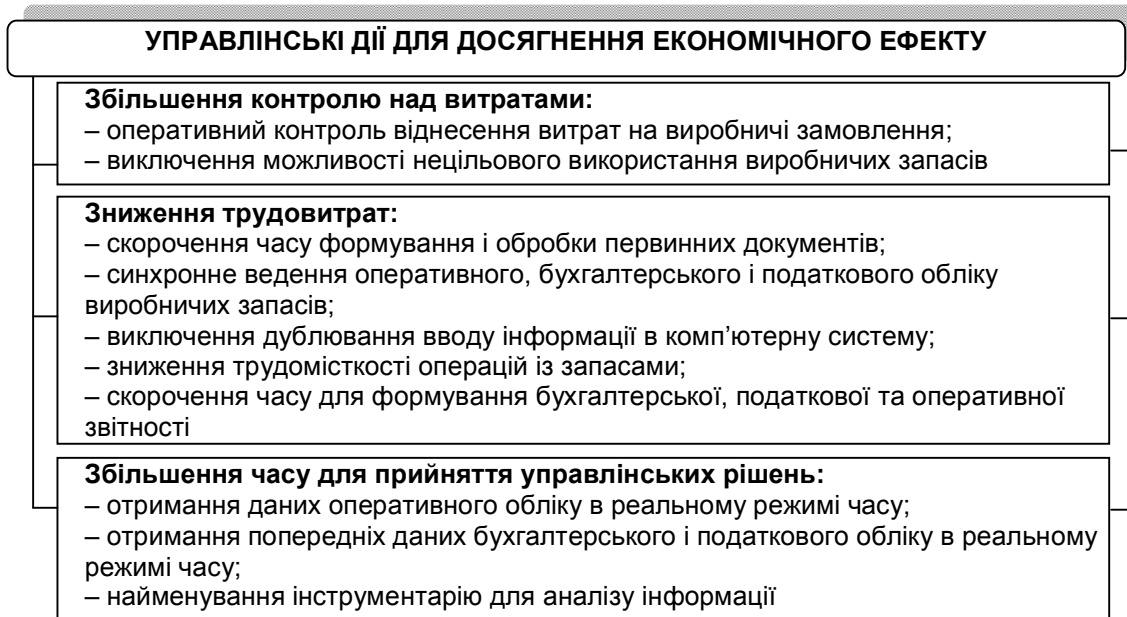 УПРАВЛІНСЬКІ ДІЇ ДЛЯ ДОСЯГНЕННЯ ЕКОНОМІЧНОГО ЕФЕКТУ
Збільшення контролю над витратами:
– оперативний контроль віднесення витрат на виробничі замовлення;
– виключення можливості нецільового використання виробничих запасів
Зниження трудовитрат:
– скорочення часу формування і обробки первинних документів;
– синхронне ведення оперативного, бухгалтерського і податкового обліку
виробничих запасів;
– виключення дублювання вводу інформації в комп’ютерну систему;
– зниження трудомісткості операцій із запасами;
– скорочення часу для формування бухгалтерської, податкової та оперативної
звітності
Збільшення часу для прийняття управлінських рішень:
– отримання даних оперативного обліку в реальному режимі часу;
– отримання попередніх даних бухгалтерського і податкового обліку в реальному
режимі часу;
– найменування інструментарію для аналізу інформації